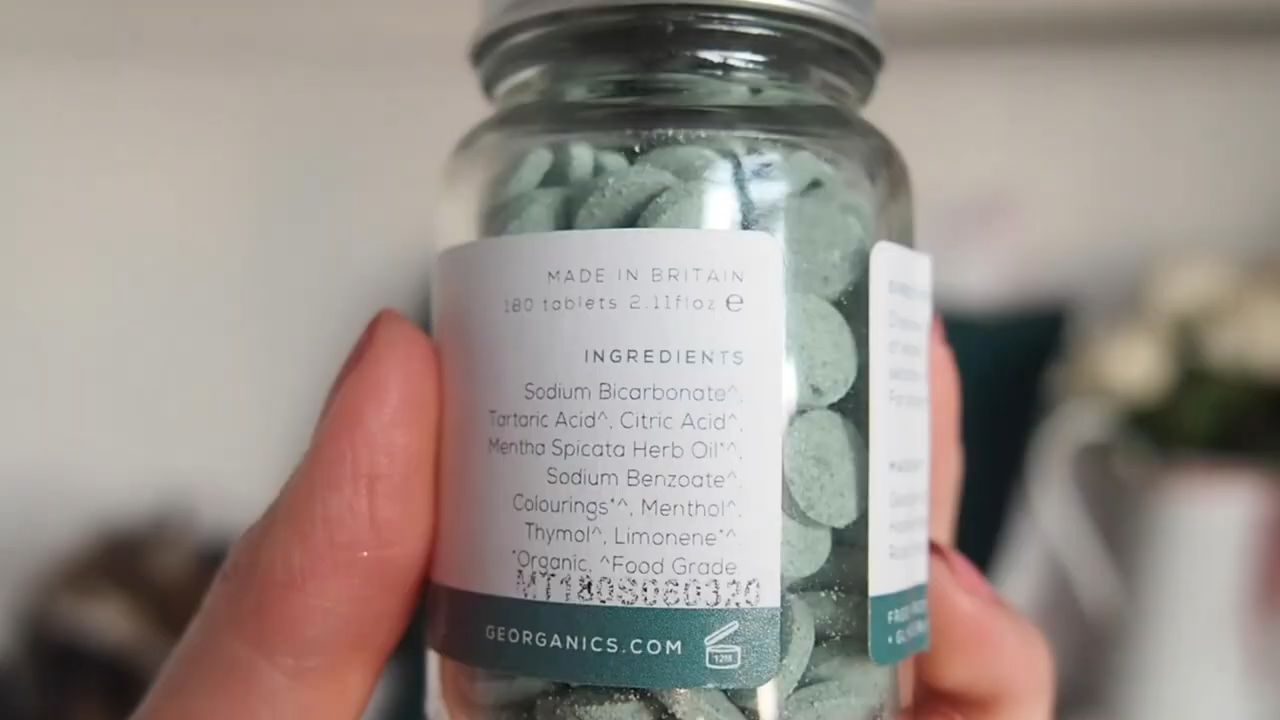 MADE IN BRITAIN
180 tablets 2.11floz ℮
INGREDIENTS
Sodium Bicarbonate^,
Tartaric Acid^, Citric Acid^,
Mentha Spicata Herb Oil*^,
Sodium Benzoate^,
Colourings*^, Menthol^,
Thymol^, Limonene*^,
*Organic, ^Food Grade
MT180S060320
GEORGANICS.COM
12M